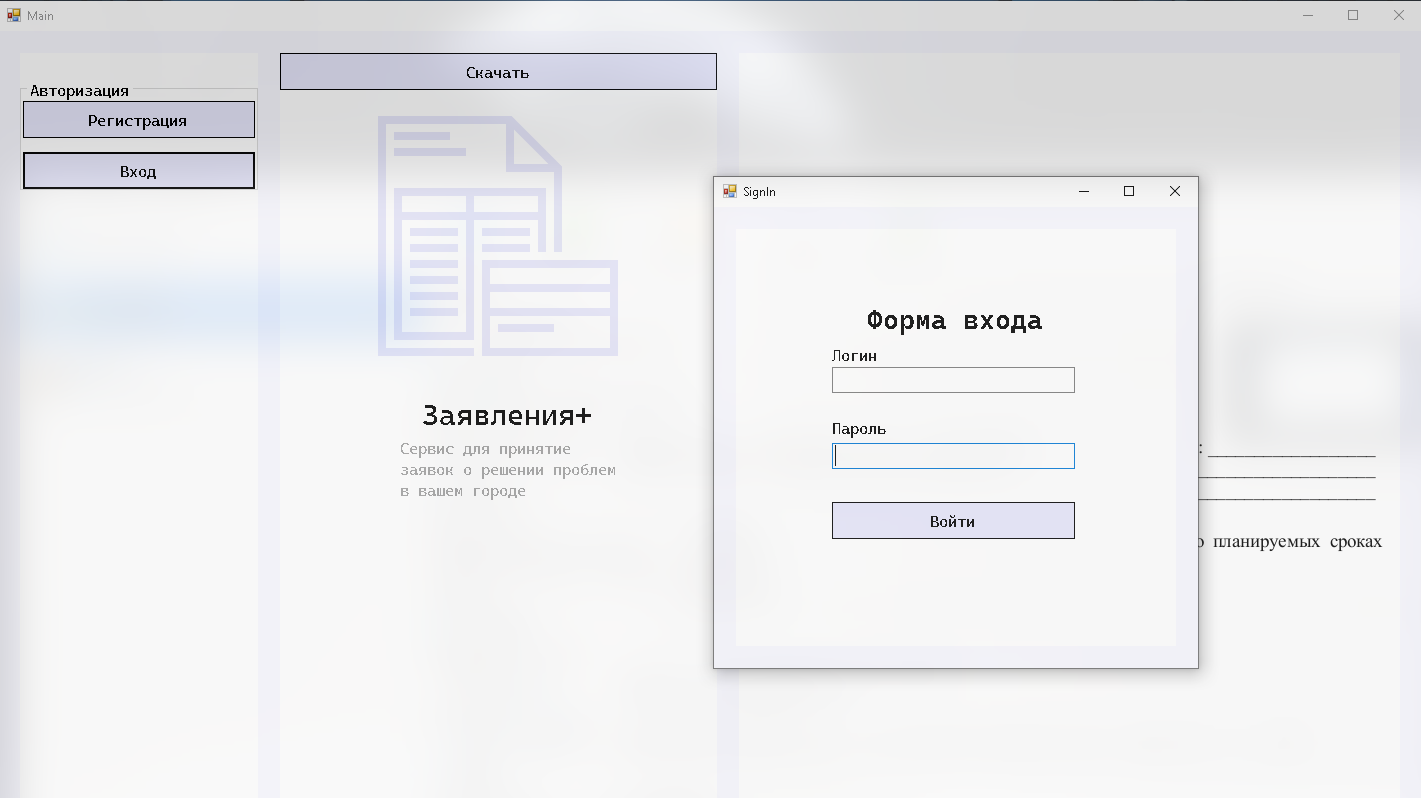 Main
Авторизация
Регистрация
Вход
Скачать
Заявления+
Сервис для принятие
заявок о решении проблем
в вашем городе
SignIn
Форма входа
Логин
Пароль
Войти
: ___________________
___________________
___________________
о планируемых сроках